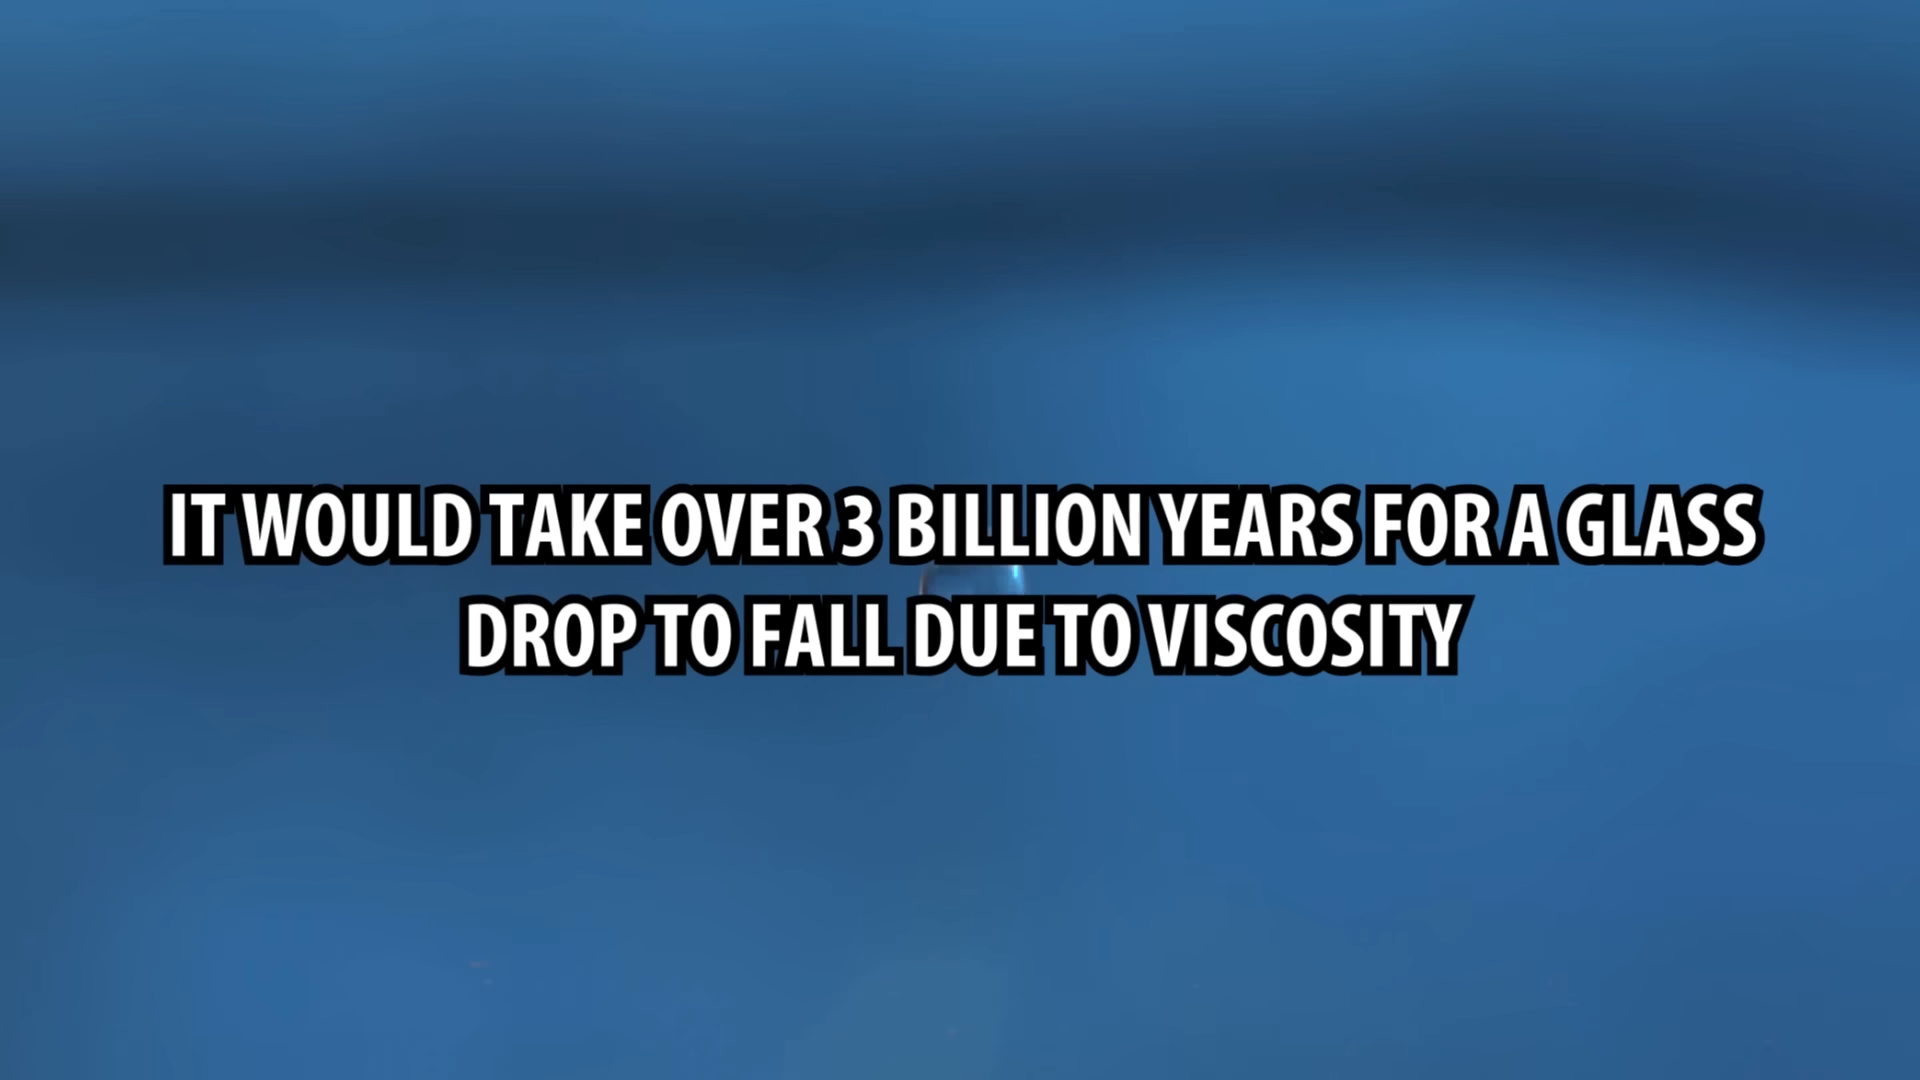 IT WOULD TAKE OVER 3 BILLION YEARS FOR A GLASS
DROP TO FALL DUE TO VISCOSITY